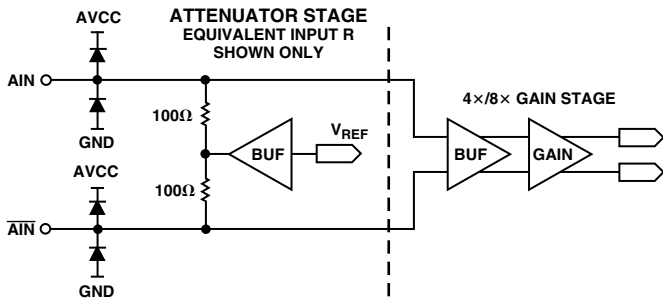 ATTENUATOR STAGE
EQUIVALENT INPUT R
SHOWN ONLY
AVCC
AIN
GND
100Ω
AVCC
100Ω
BUF
VREF
4×/8× GAIN STAGE
BUF
GAIN
AIN
GND